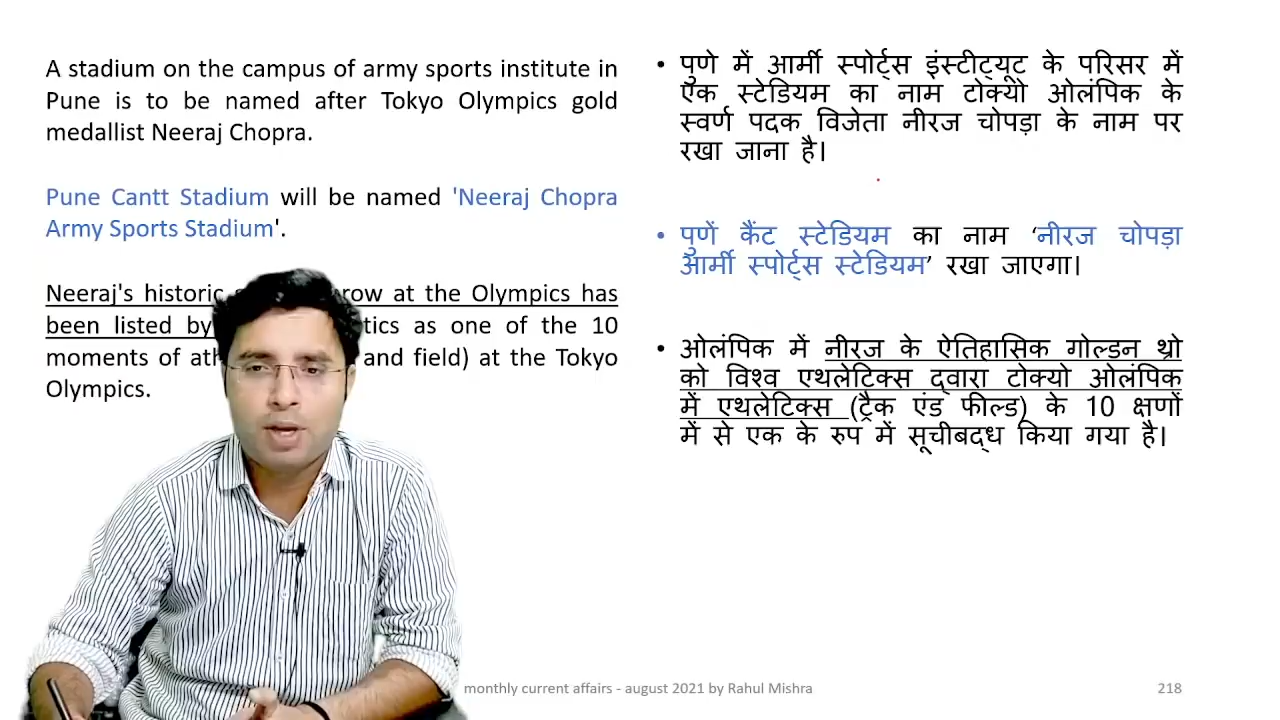 A stadium on the campus of army sports institute in
Pune is to be named after Tokyo Olympics gold
medallist Neeraj Chopra.
Pune Cantt Stadium will be named 'Neeraj Chopra
Army Sports Stadium'.
Neeraj's historic row at the Olympics has
been listed by tics as one of the 10
moments of ath and field) at the Tokyo
Olympics.
• पुणे में आर्मी स्पोर्ट्स इंस्टीट्यूट के परिसर में
एक स्टेडियम का नाम टोक्यो ओलंपिक के
स्वर्ण पदक विजेता नीरज चोपड़ा के नाम पर
रखा जाना है।
• पुणें कैंट स्टेडियम का नाम ‘नीरज चोपड़ा
आर्मी स्पोर्ट्स स्टेडियम’ रखा जाएगा।
• ओलंपिक में नीरज के ऐतिहासिक गोल्डन थ्रो
को विश्व एथलेटिक्स द्वारा टोक्यो ओलंपिक
में एथलेटिक्स (ट्रैक एंड फील्ड) के 10 क्षणों
में से एक के रुप में सूचीबद्ध किया गया है।
monthly current affairs - august 2021 by Rahul Mishra
218